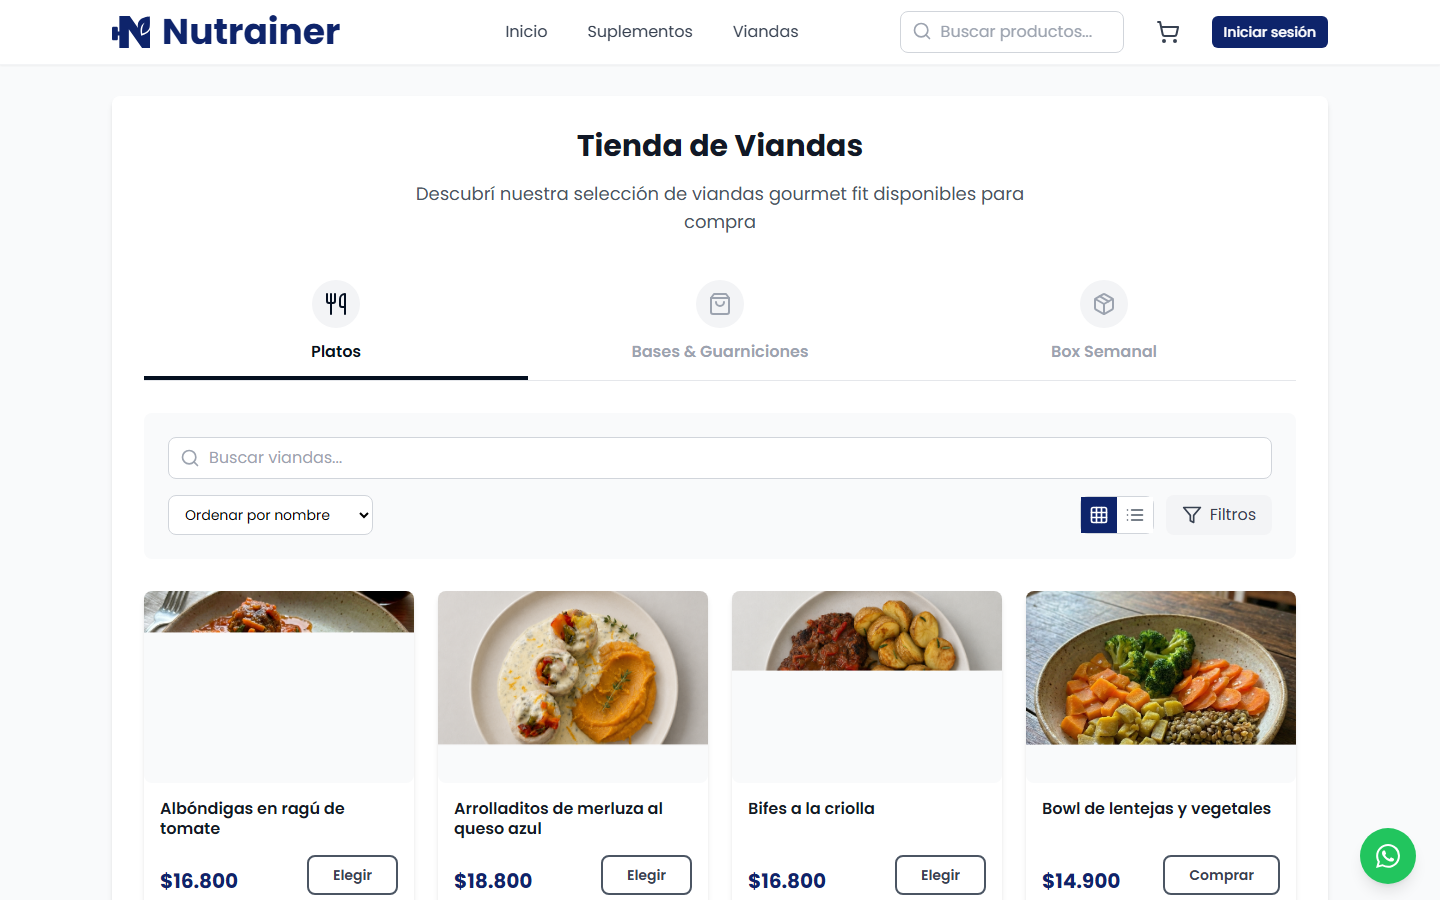 Nutrainer
Inicio
Suplementos
Viandas
Buscar productos...
Iniciar sesión
Tienda de Viandas
Descubrí nuestra selección de viandas gourmet fit disponibles para
compra
Platos
Bases & Guarniciones
Box Semanal
Buscar viandas...
Ordenar por nombre
Filtros
Albóndigas en ragú de
tomate
$16.800
Elegir
Arrolladitos de merluza al
queso azul
$18.800
Elegir
Bifes a la criolla
$16.800
Elegir
Bowl de lentejas y vegetales
$14.900
Comprar